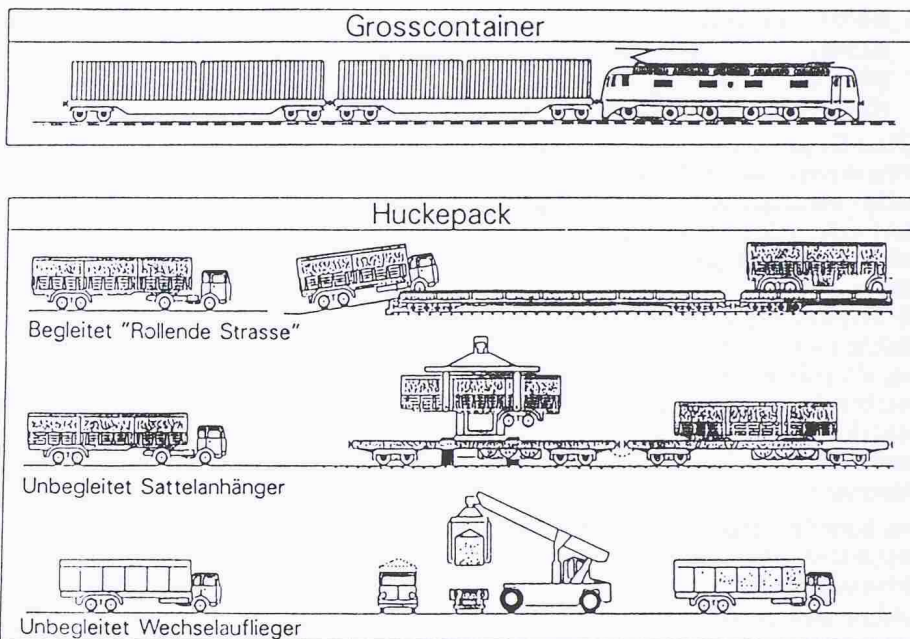 Grosscontainer
Huckepack
Begleitet "Rollende Strasse"
Unbegleitet Sattelanhänger
Unbegleitet Wechselauflieger